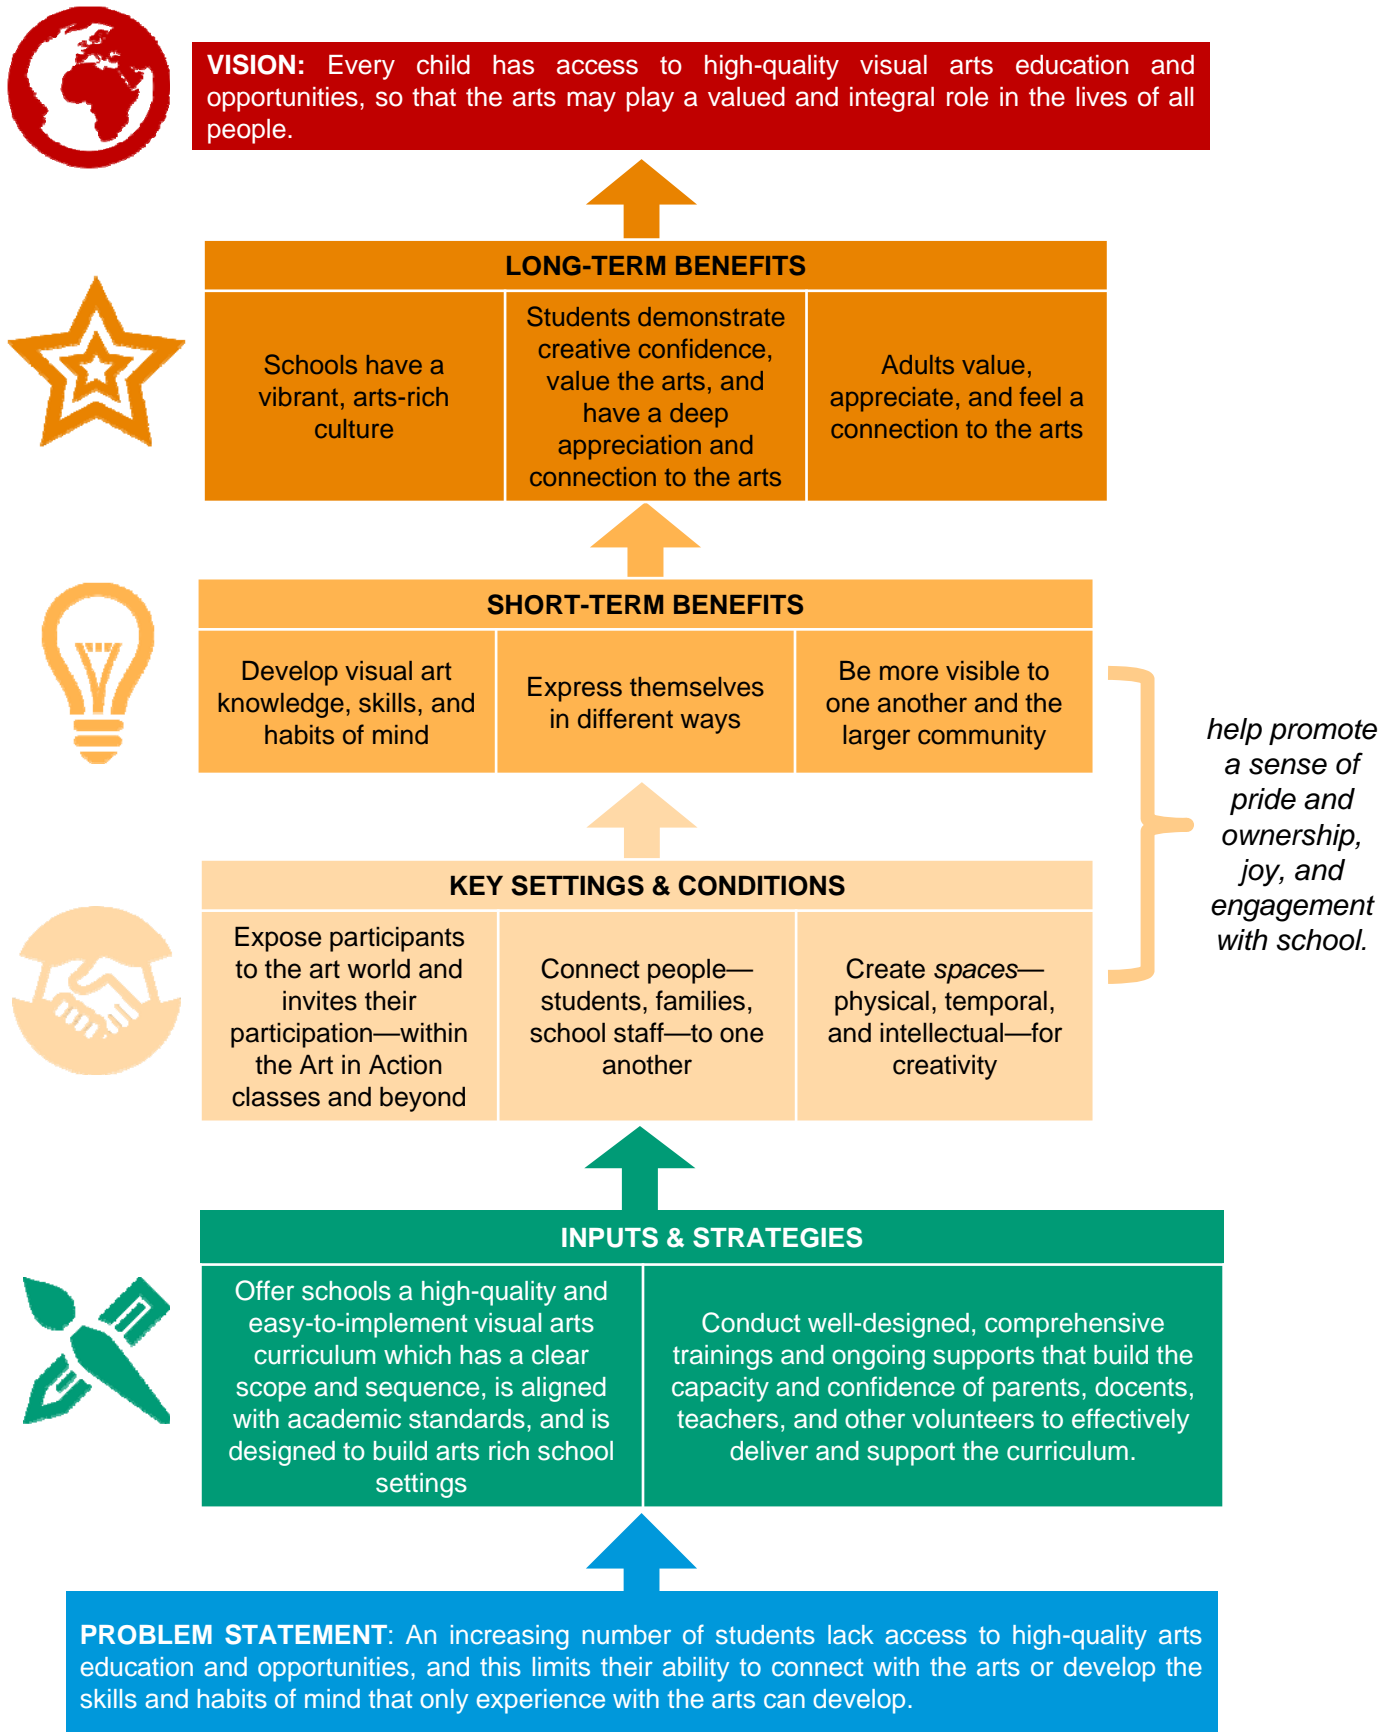 VISION: Every child has access to high-quality visual arts education and
opportunities, so that the arts may play a valued and integral role in the lives of all
people.
LONG-TERM BENEFITS
Schools have a
vibrant, arts-rich
culture
Students demonstrate
creative confidence,
value the arts, and
have a deep
appreciation and
connection to the arts
Adults value,
appreciate, and feel a
connection to the arts
SHORT-TERM BENEFITS
Develop visual art
knowledge, skills, and
habits of mind
Express themselves
in different ways
Be more visible to
one another and the
larger community
help promote
a sense of
pride and
ownership,
joy, and
engagement
with school.
KEY SETTINGS & CONDITIONS
Expose participants
to the art world and
invites their
participation—within
the Art in Action
classes and beyond
Connect people—
students, families,
school staff—to one
another
Create spaces—
physical, temporal,
and intellectual—for
creativity
INPUTS & STRATEGIES
Offer schools a high-quality and
easy-to-implement visual arts
curriculum which has a clear
scope and sequence, is aligned
with academic standards, and is
designed to build arts rich school
settings
Conduct well-designed, comprehensive
trainings and ongoing supports that build the
capacity and confidence of parents, docents,
teachers, and other volunteers to effectively
deliver and support the curriculum.
PROBLEM STATEMENT: An increasing number of students lack access to high-quality arts
education and opportunities, and this limits their ability to connect with the arts or develop the
skills and habits of mind that only experience with the arts can develop.